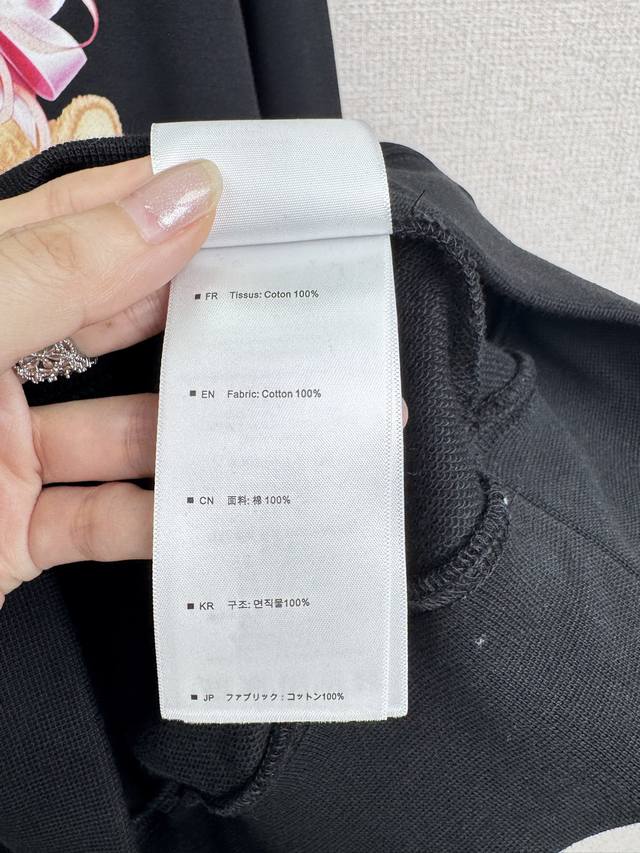 FR Tissus: Coton 100%
EN Fabric: Cotton 100%
CN 面料: 棉 100%
KR 구조: 면직물100%
JP ファブリック : コットン100%